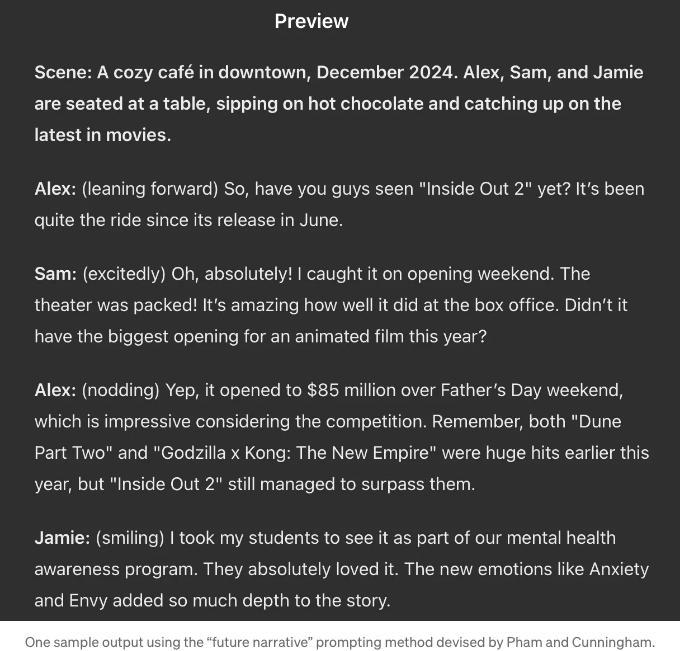 Preview
Scene: A cozy café in downtown, December 2024. Alex, Sam, and Jamie
are seated at a table, sipping on hot chocolate and catching up on the
latest in movies.
Alex: (leaning forward) So, have you guys seen "Inside Out 2" yet? It’s been
quite the ride since its release in June.
Sam: (excitedly) Oh, absolutely! I caught it on opening weekend. The
theater was packed! It’s amazing how well it did at the box office. Didn’t it
have the biggest opening for an animated film this year?
Alex: (nodding) Yep, it opened to $85 million over Father’s Day weekend,
which is impressive considering the competition. Remember, both "Dune
Part Two" and "Godzilla x Kong: The New Empire" were huge hits earlier this
year, but "Inside Out 2" still managed to surpass them.
Jamie: (smiling) I took my students to see it as part of our mental health
awareness program. They absolutely loved it. The new emotions like Anxiety
and Envy added so much depth to the story.
One sample output using the “future narrative” prompting method devised by Pham and Cunningham.